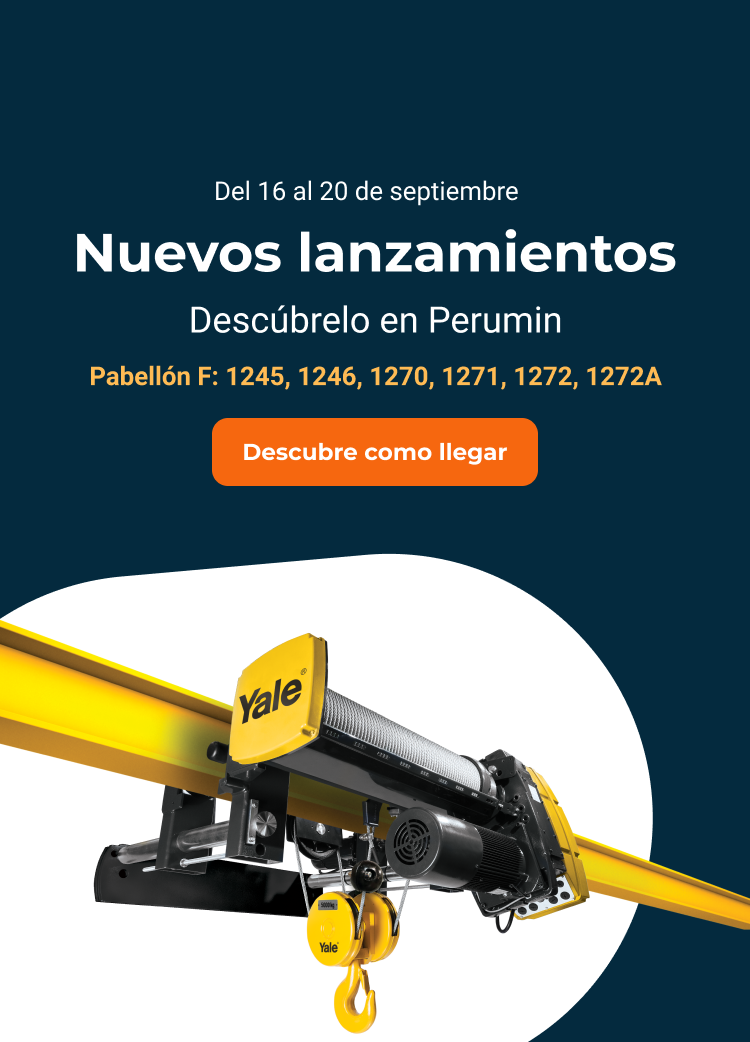 Del 16 al 20 de septiembre
Nuevos lanzamientos
Descúbrelo en Perumin
Pabellón F: 1245, 1246, 1270, 1271, 1272, 1272A
Descubre como llegar
Yale®
Yale